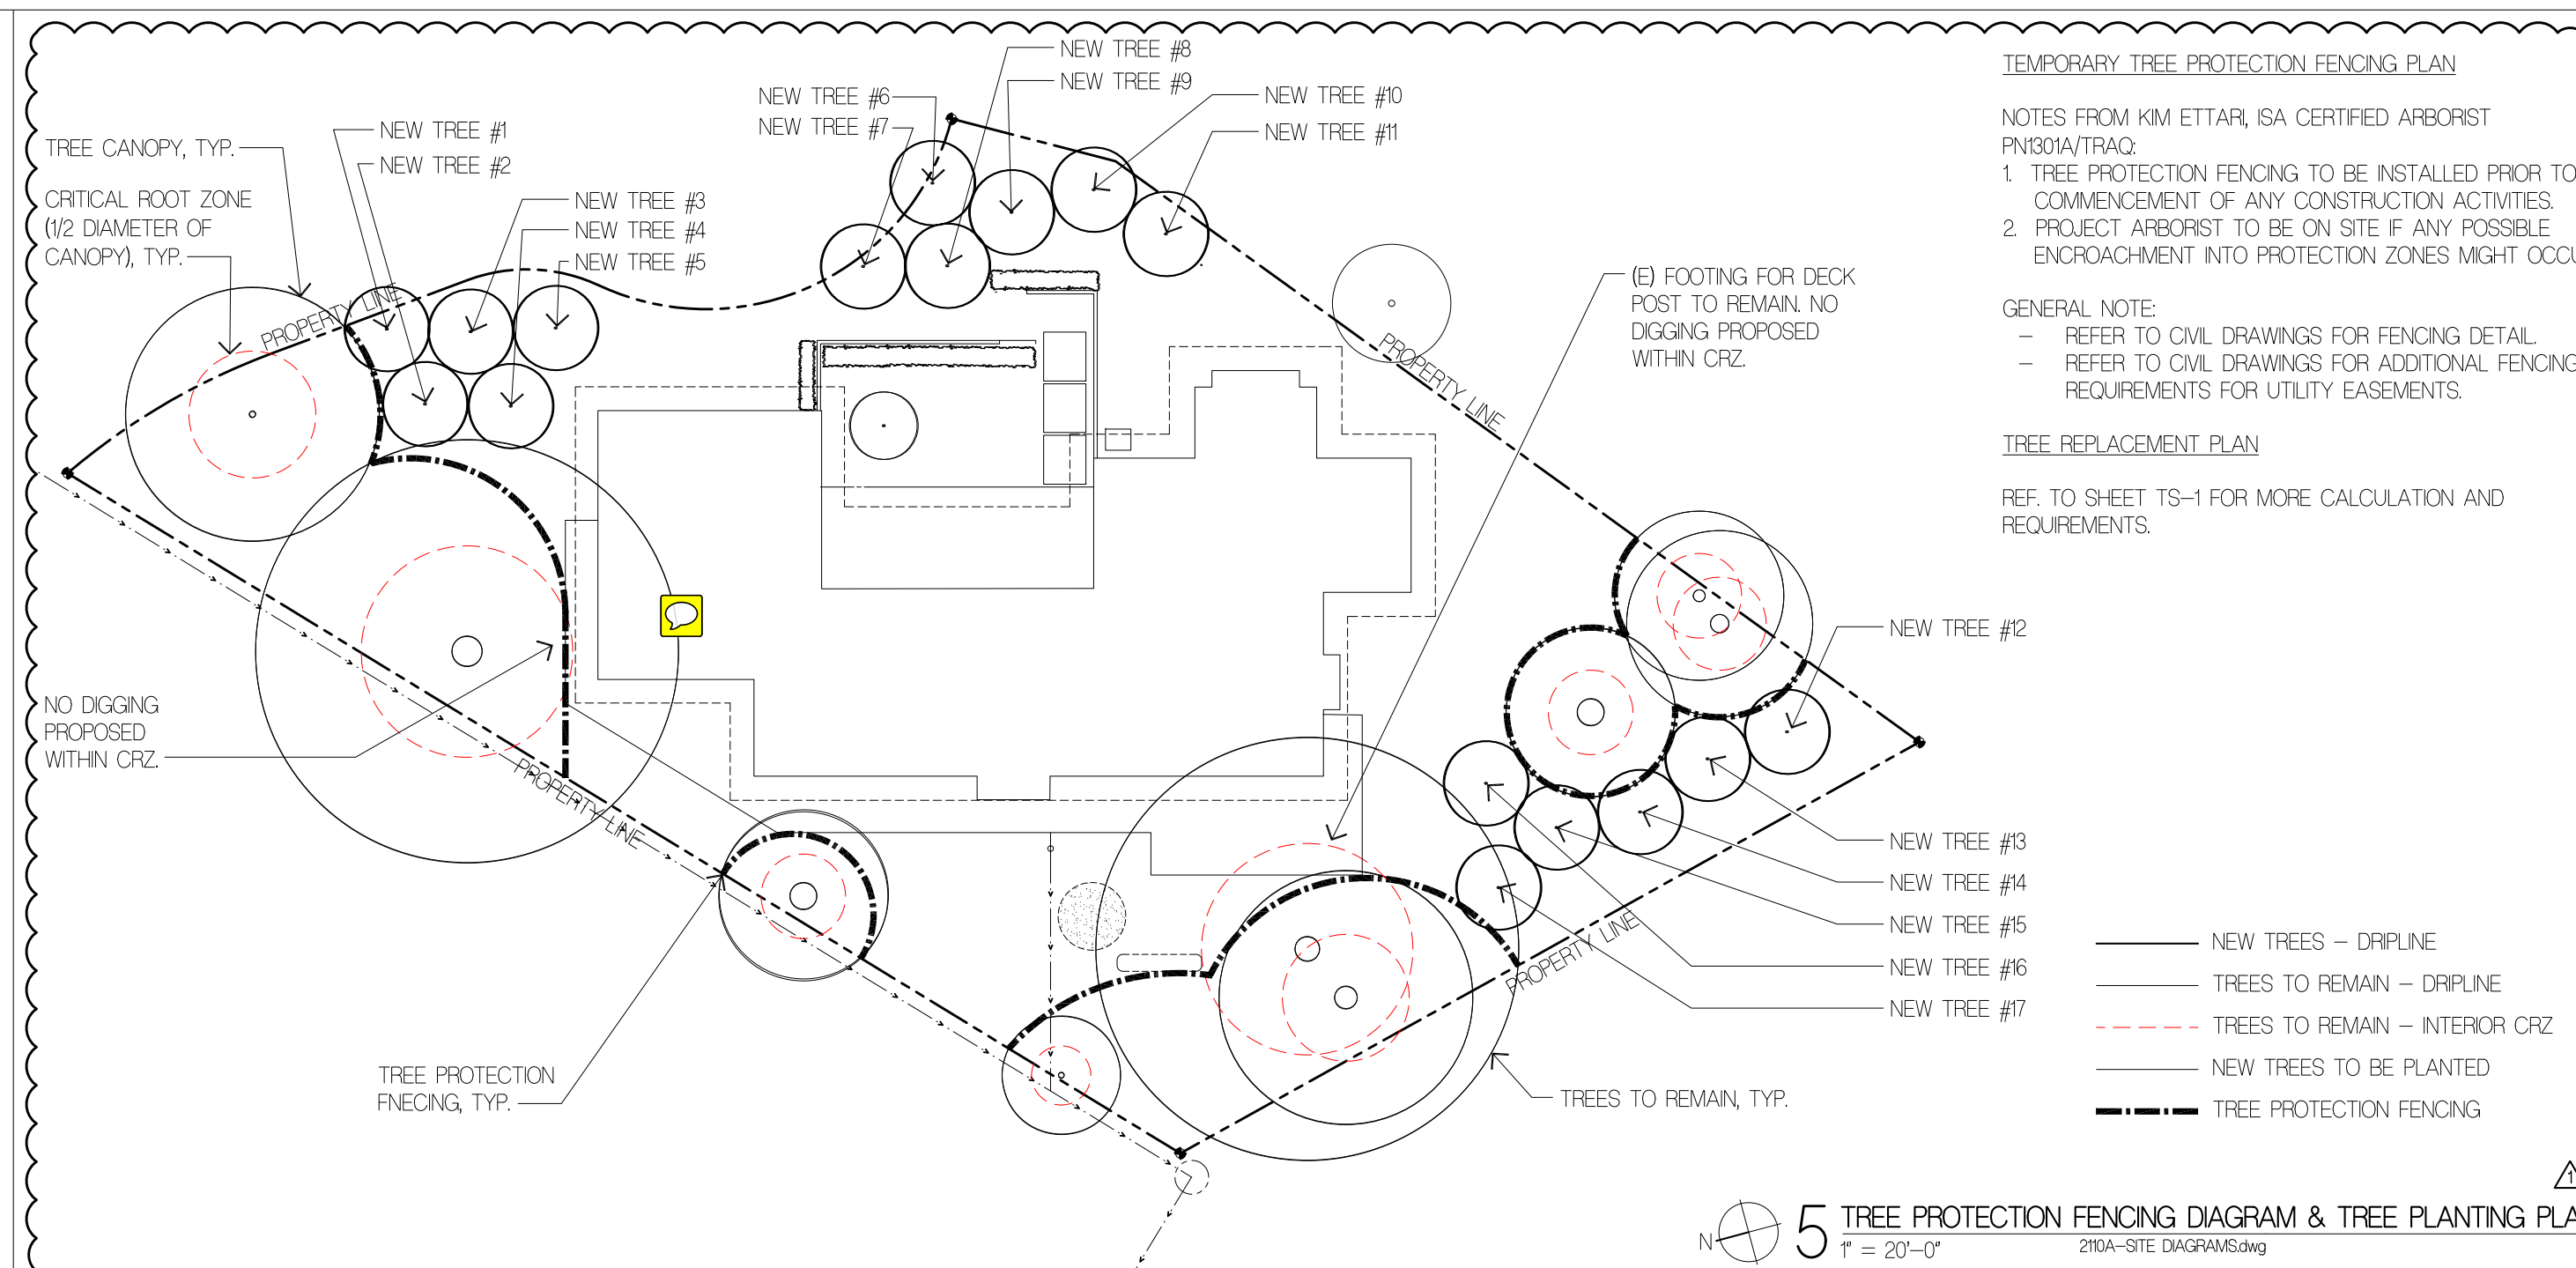 NEW TREE #8
NEW TREE #9
NEW TREE #6
NEW TREE #7
NEW TREE #10
NEW TREE #11
NEW TREE #1
NEW TREE #2
TREE CANOPY, TYP.
CRITICAL ROOT ZONE
(1/2 DIAMETER OF
CANOPY), TYP.
NEW TREE #3
NEW TREE #4
NEW TREE #5
PROPERTY LINE
(E) FOOTING FOR DECK
POST TO REMAIN. NO
DIGGING PROPOSED
WITHIN CRZ.
PROPERTY LINE
TEMPORARY TREE PROTECTION FENCING PLAN
NOTES FROM KIM ETTARI, ISA CERTIFIED ARBORIST
PN1301A/TRAQ:
1. TREE PROTECTION FENCING TO BE INSTALLED PRIOR TO
COMMENCEMENT OF ANY CONSTRUCTION ACTIVITIES.
2. PROJECT ARBORIST TO BE ON SITE IF ANY POSSIBLE
ENCROACHMENT INTO PROTECTION ZONES MIGHT
GENERAL NOTE:
– REFER TO CIVIL DRAWINGS FOR FENCING DETAIL.
– REFER TO CIVIL DRAWINGS FOR ADDITIONAL FENCING
REQUIREMENTS FOR UTILITY EASEMENTS.
TREE REPLACEMENT PLAN
REF. TO SHEET TS–1 FOR MORE CALCULATION AND
REQUIREMENTS.
NO DIGGING
PROPOSED
WITHIN CRZ.
PROPERTY LINE
NEW TREE #12
NEW TREE #13
NEW TREE #14
NEW TREE #15
NEW TREE #16
NEW TREE #17
PROPERTY LINE
TREE PROTECTION
FNECING, TYP.
TREES TO REMAIN, TYP.
NEW TREES – DRIPLINE
TREES TO REMAIN – DRIPLINE
TREES TO REMAIN – INTERIOR CRZ
NEW TREES TO BE PLANTED
TREE PROTECTION FENCING
1
N
5 TREE PROTECTION FENCING DIAGRAM & TREE PLANTING
1" = 20'–0"
2110A–SITE DIAGRAMS.dwg